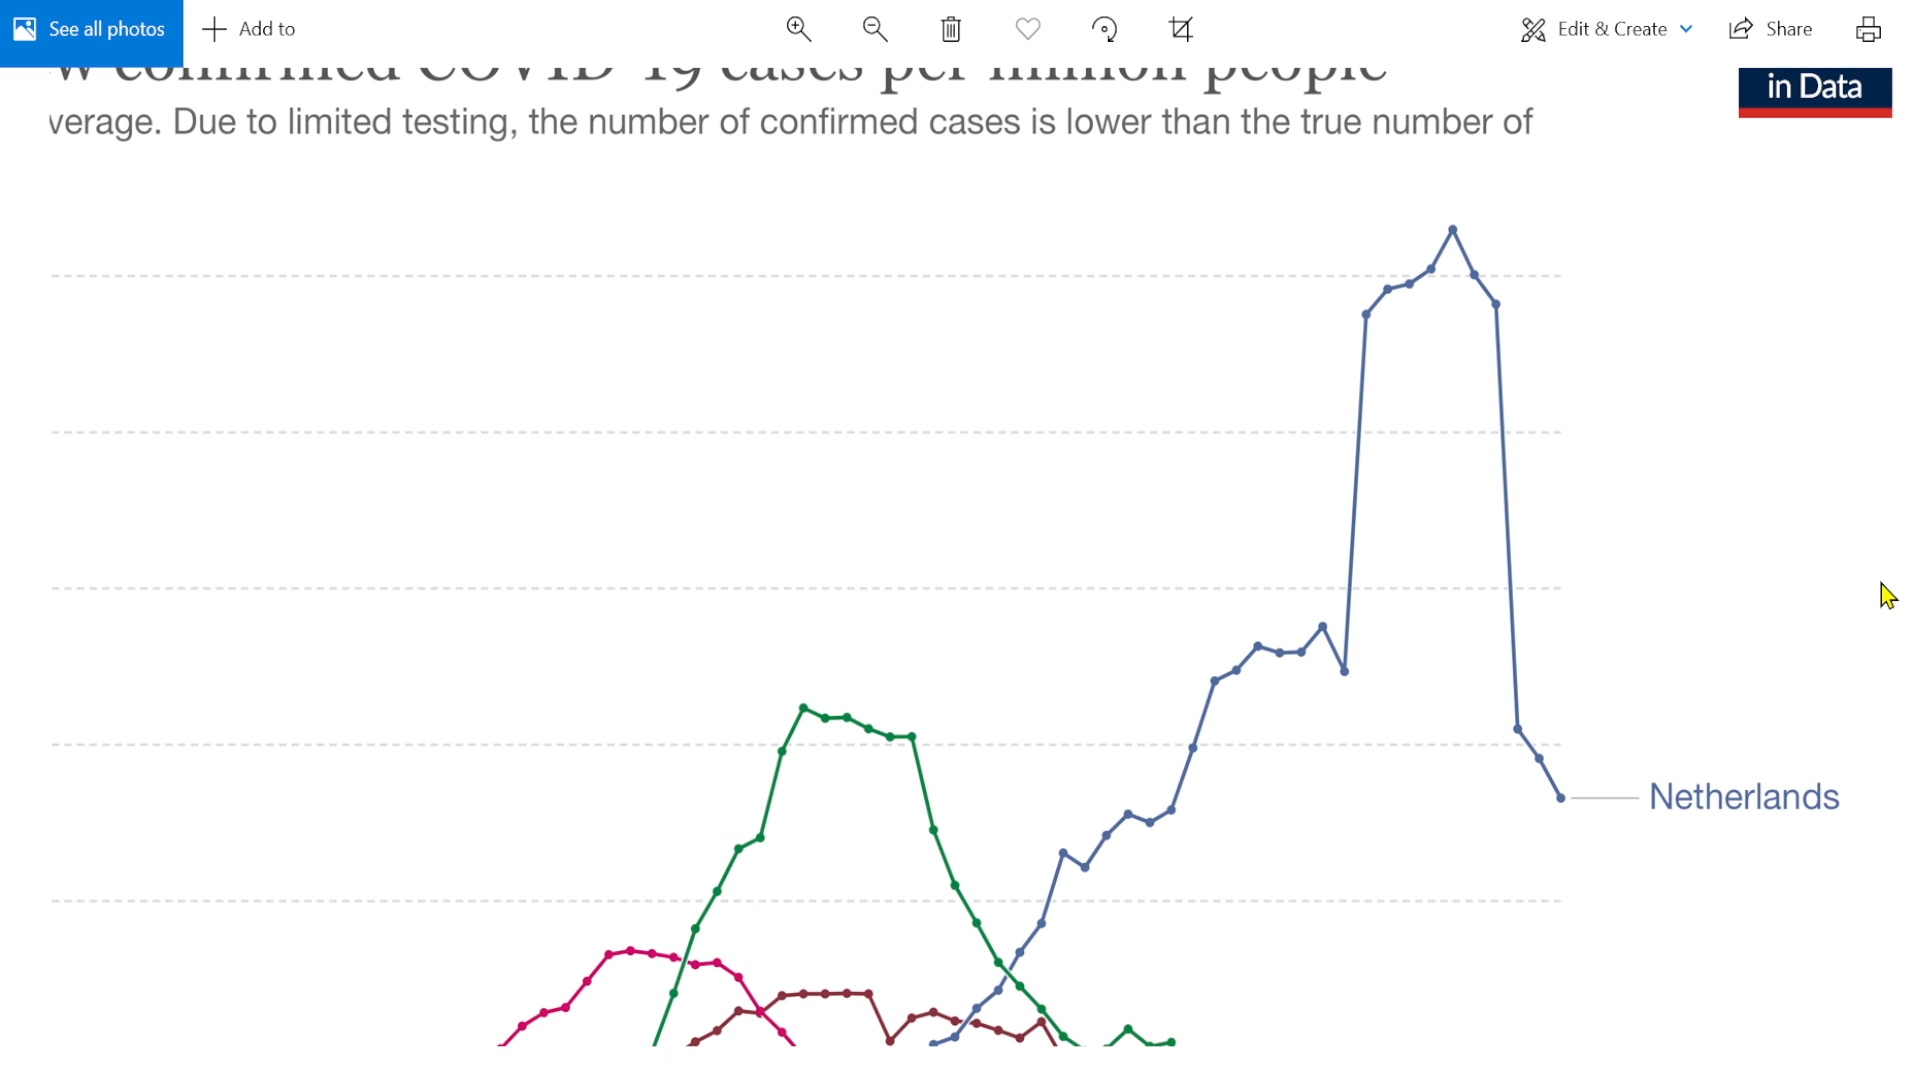 See all photos
Add to
Edit & Create
Share
w confirmed COVID-19 cases per million people
in Data
verage. Due to limited testing, the number of confirmed cases is lower than the true number of
Netherlands